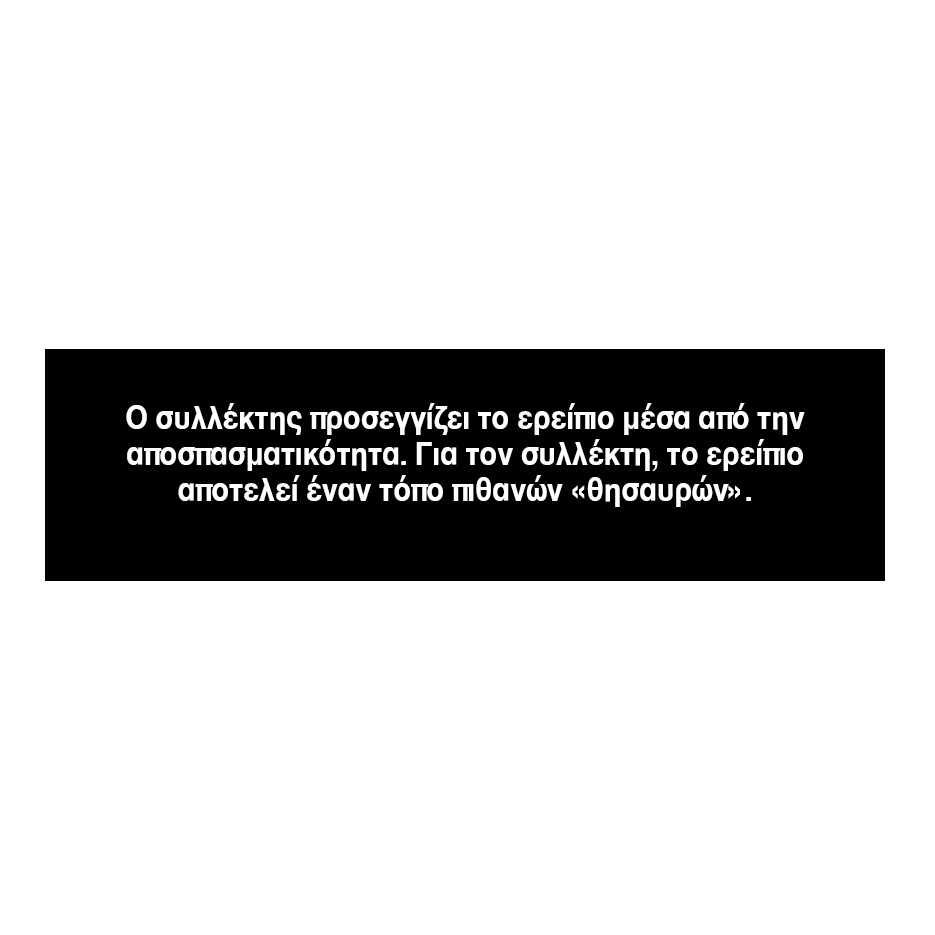 Ο συλλέκτης προσεγγίζει το ερείπιο μέσα από την
αποσπασματικότητα. Για τον συλλέκτη, το ερείπιο
αποτελεί έναν τόπο πιθανών «θησαυρών».